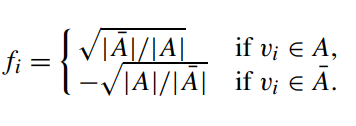 f_i = { √|Ā|/|A| if v_i ∈ A,
−√|A|/|Ā| if v_i ∈ Ā.